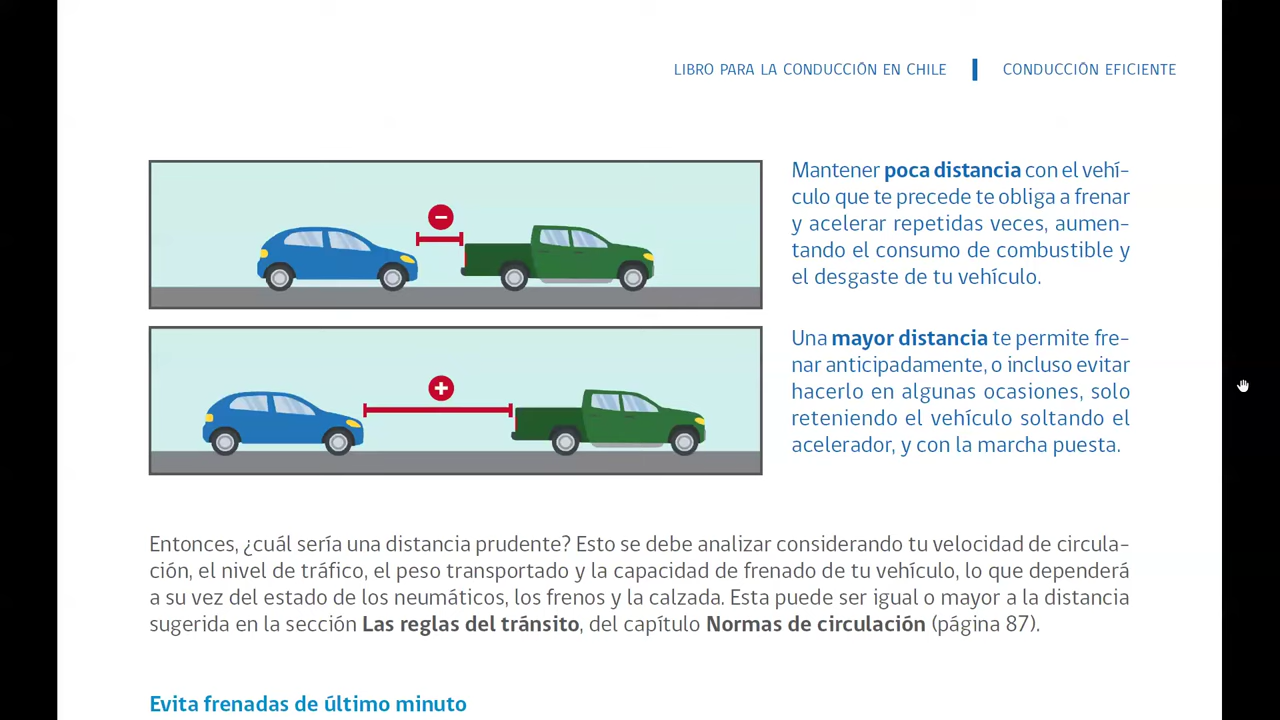 LIBRO PARA LA CONDUCCIÓN EN CHILE CONDUCCIÓN EFICIENTE
Mantener poca distancia con el vehí-
culo que te precede te obliga a frenar
y acelerar repetidas veces, aumen-
tando el consumo de combustible y
el desgaste de tu vehículo.
Una mayor distancia te permite fre-
nar anticipadamente, o incluso evitar
hacerlo en algunas ocasiones, solo
reteniendo el vehículo soltando el
acelerador, y con la marcha puesta.
Entonces, ¿cuál sería una distancia prudente? Esto se debe analizar considerando tu velocidad de circula-
ción, el nivel de tráfico, el peso transportado y la capacidad de frenado de tu vehículo, lo que dependerá
a su vez del estado de los neumáticos, los frenos y la calzada. Esta puede ser igual o mayor a la distancia
sugerida en la sección Las reglas del tránsito, del capítulo Normas de circulación (página 87).
Evita frenadas de último minuto